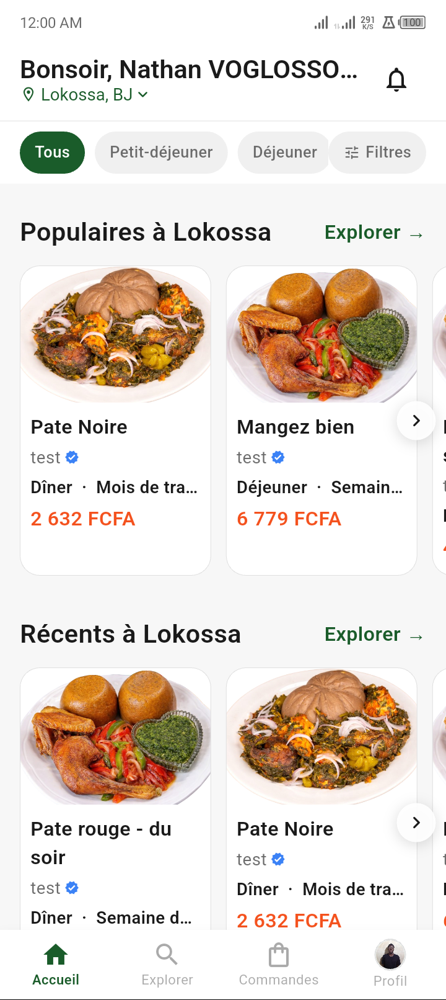 12:00 AM
291
K/S
100
Bonsoir, Nathan VOGLOSSO...
Lokossa, BJ
Tous
Petit-déjeuner
Déjeuner
Filtres
Populaires à Lokossa
Explorer →
Pate Noire
test
Dîner · Mois de tra...
2 632 FCFA
Mangez bien
test
Déjeuner · Semain...
6 779 FCFA
Récents à Lokossa
Explorer →
Pate rouge - du
soir
test
Dîner · Semaine d...
Pate Noire
test
Dîner · Mois de tra...
2 632 FCFA
Accueil
Explorer
Commandes
Profil